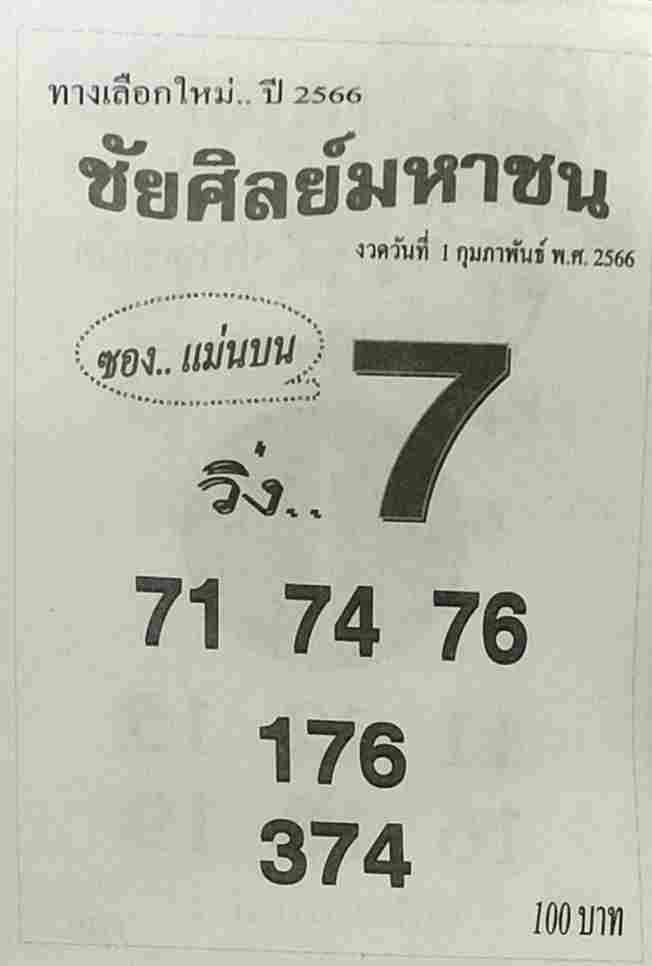 ทางเลือกใหม่.. ปี 2566
ชัยศิลย์มหาชน
งวดวันที่ 1 กุมภาพันธ์ พ.ศ. 2566
ซอง.. แม่นบน
7
วิ่ง..
71 74 76
176
374
100 บาท